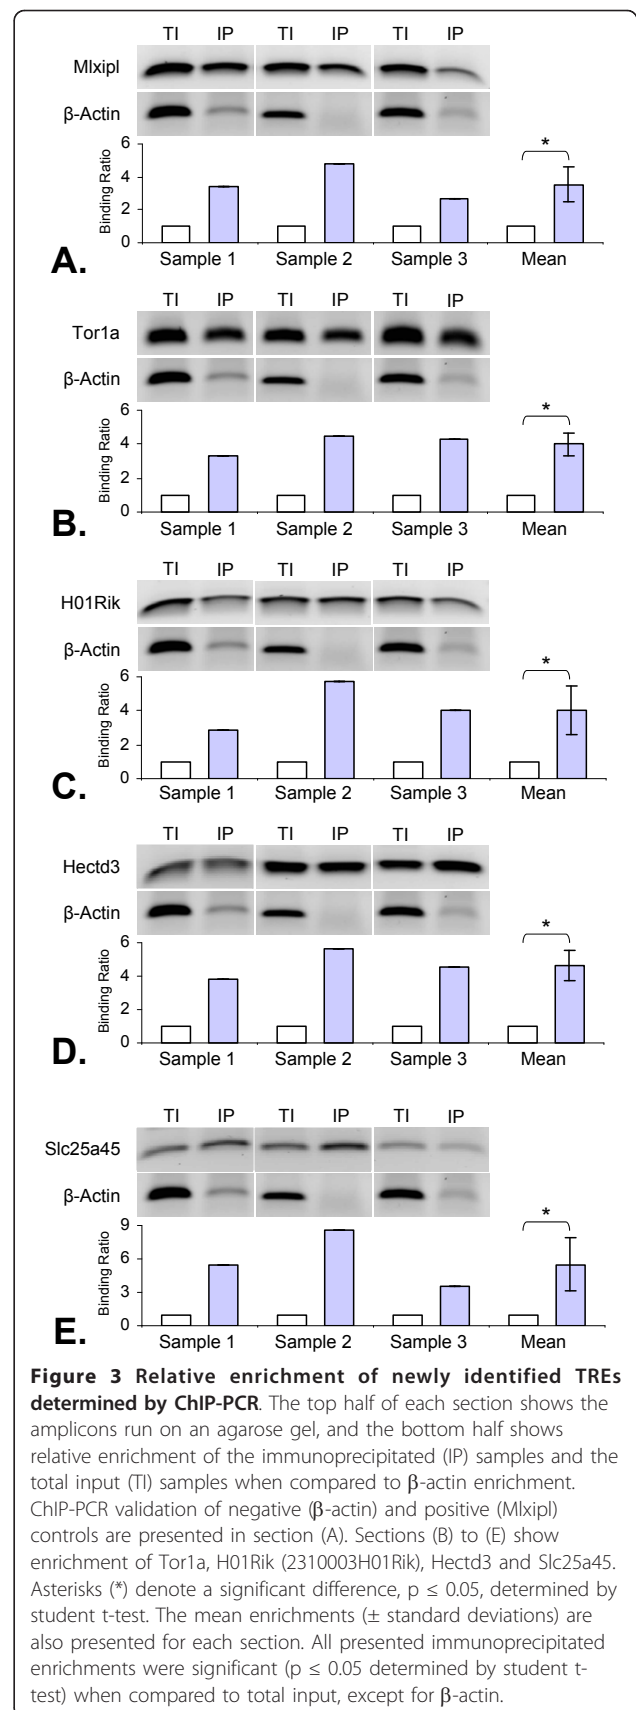 TI IP TI IP TI IP
Mlxipl
β-Actin
Binding Ratio
6
4
2
0
*
Sample 1 Sample 2 Sample 3 Mean
A.
TI IP TI IP TI IP
Tor1a
β-Actin
Binding Ratio
6
4
2
0
*
Sample 1 Sample 2 Sample 3 Mean
B.
TI IP TI IP TI IP
H01Rik
β-Actin
Binding Ratio
6
4
2
0
*
Sample 1 Sample 2 Sample 3 Mean
C.
TI IP TI IP TI IP
Hectd3
β-Actin
Binding Ratio
6
4
2
0
*
Sample 1 Sample 2 Sample 3 Mean
D.
TI IP TI IP TI IP
Slc25a45
β-Actin
Binding Ratio
9
6
3
0
*
Sample 1 Sample 2 Sample 3 Mean
E.
Figure 3 Relative enrichment of newly identified TREs
determined by ChIP-PCR. The top half of each section shows the
amplicons run on an agarose gel, and the bottom half shows
relative enrichment of the immunoprecipitated (IP) samples and the
total input (TI) samples when compared to β-actin enrichment.
ChIP-PCR validation of negative (β-actin) and positive (Mlxipl)
controls are presented in section (A). Sections (B) to (E) show
enrichment of Tor1a, H01Rik (2310003H01Rik), Hectd3 and Slc25a45.
Asterisks (*) denote a significant difference, p ≤ 0.05, determined by
student t-test. The mean enrichments (± standard deviations) are
also presented for each section. All presented immunoprecipitated
enrichments were significant (p ≤ 0.05 determined by student t-
test) when compared to total input, except for β-actin.